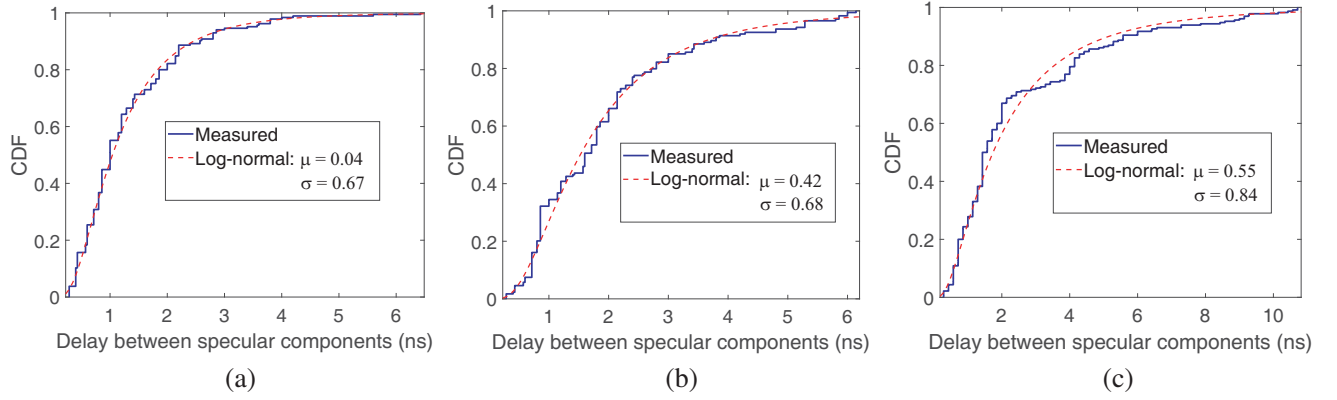 1
0.8
0.6
0.4
0.2
0
CDF
Measured
Log-normal: μ = 0.04
σ = 0.67
1 2 3 4 5 6
Delay between specular components (ns)
(a)
1
0.8
0.6
0.4
0.2
0
CDF
Measured
Log-normal: μ = 0.42
σ = 0.68
1 2 3 4 5 6
Delay between specular components (ns)
(b)
1
0.8
0.6
0.4
0.2
0
CDF
Measured
Log-normal: μ = 0.55
σ = 0.84
2 4 6 8 10
Delay between specular components (ns)
(c)